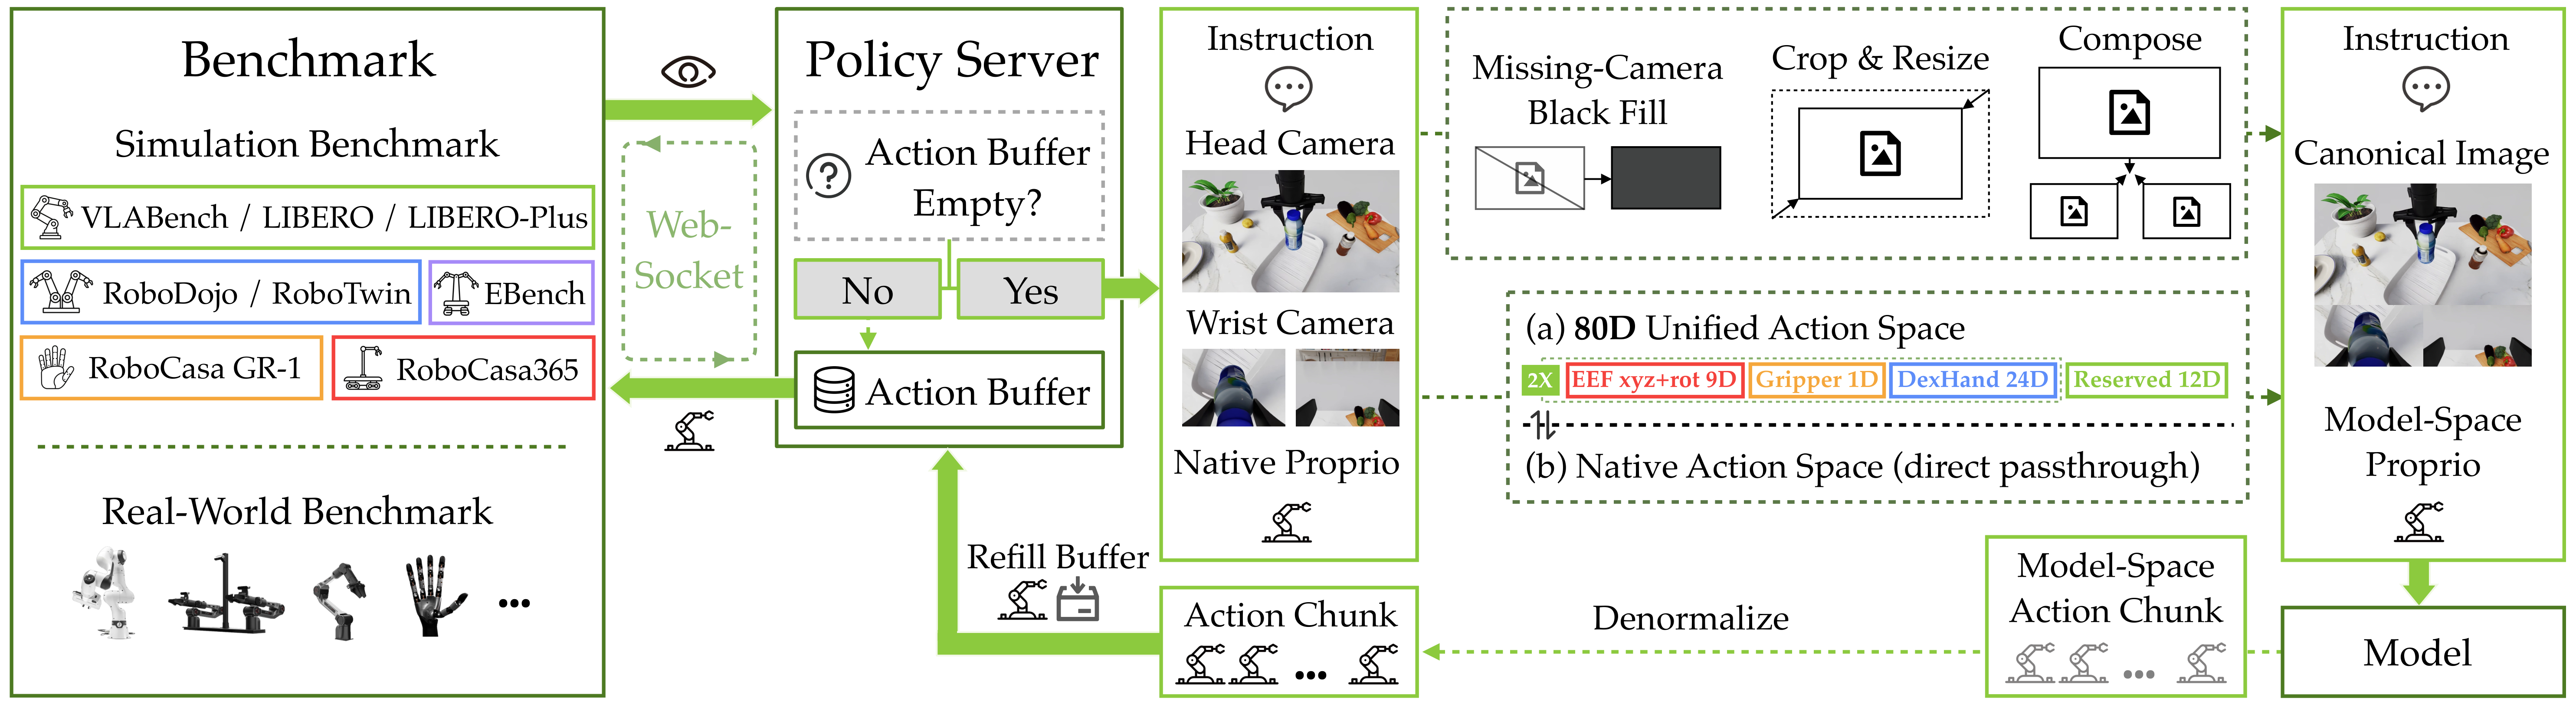 Benchmark
Simulation Benchmark
VLABench / LIBERO / LIBERO-Plus
RoboDojo / RoboTwin
EBench
RoboCasa GR-1
RoboCasa365
Real-World Benchmark
Web-
Socket
Policy Server
Action Buffer
Empty?
No
Yes
Action Buffer
Refill Buffer
Instruction
Head Camera
Wrist Camera
Native Proprio
Action Chunk
Missing-Camera
Black Fill
Crop & Resize
Compose
(a) 80D Unified Action Space
2X
EEF xyz+rot 9D
Gripper 1D
DexHand 24D
Reserved 12D
(b) Native Action Space (direct passthrough)
Denormalize
Model-Space
Action Chunk
Instruction
Canonical Image
Model-Space
Proprio
Model